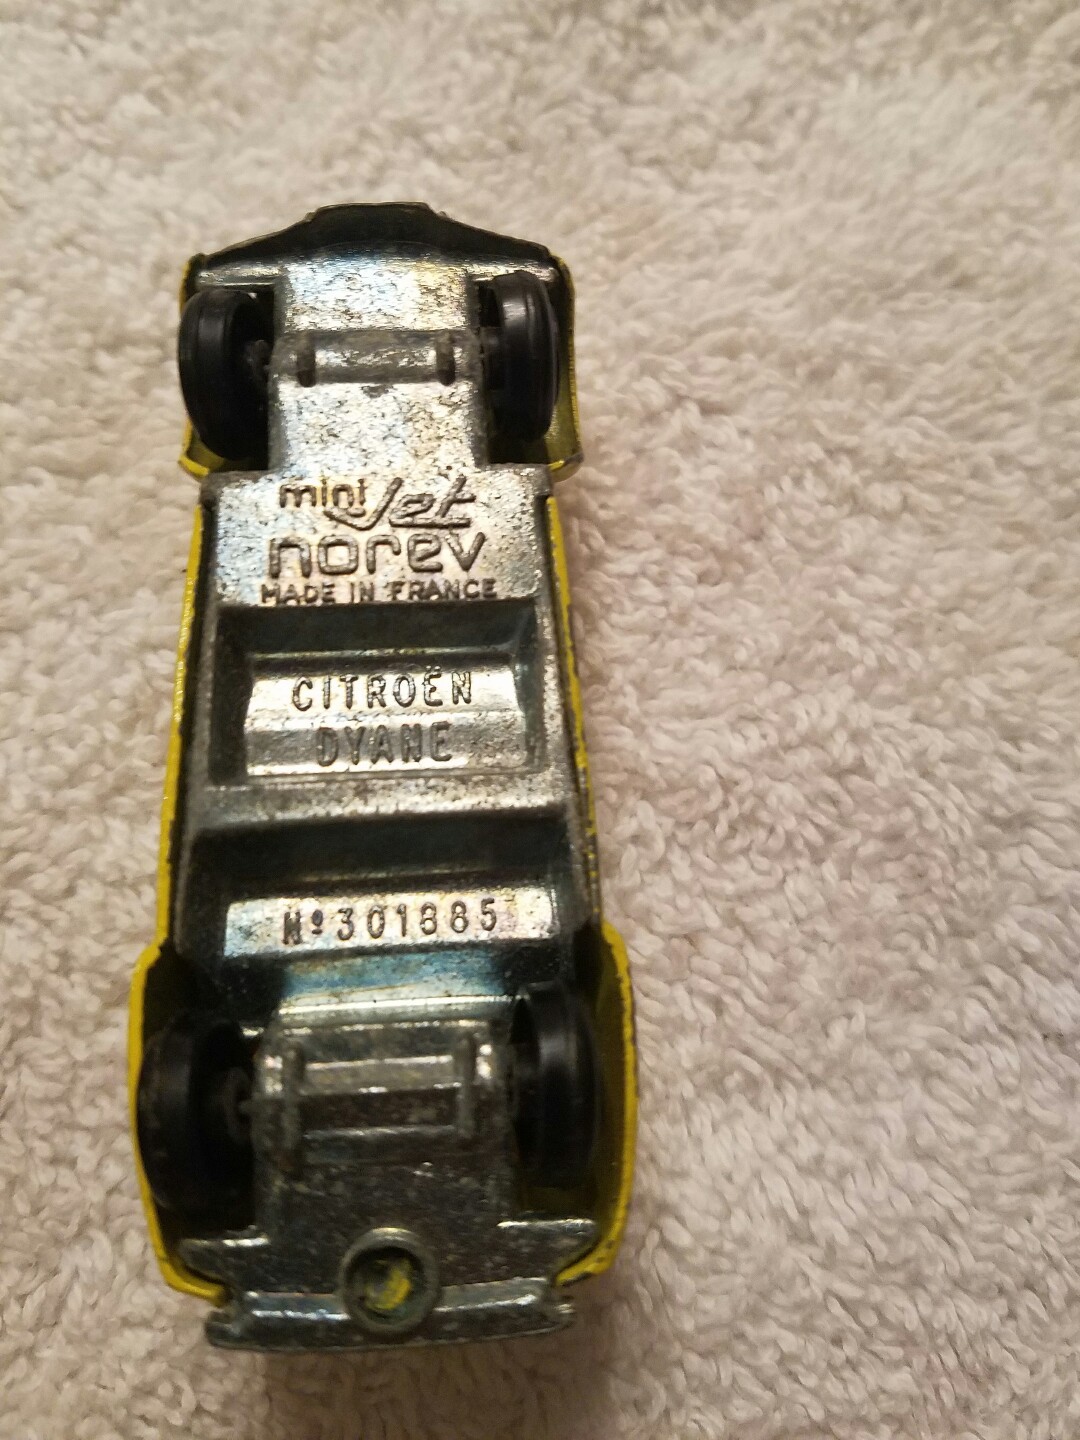 mini Jet
norev
MADE IN FRANCE
CITROËN
DYANE
Nº301885